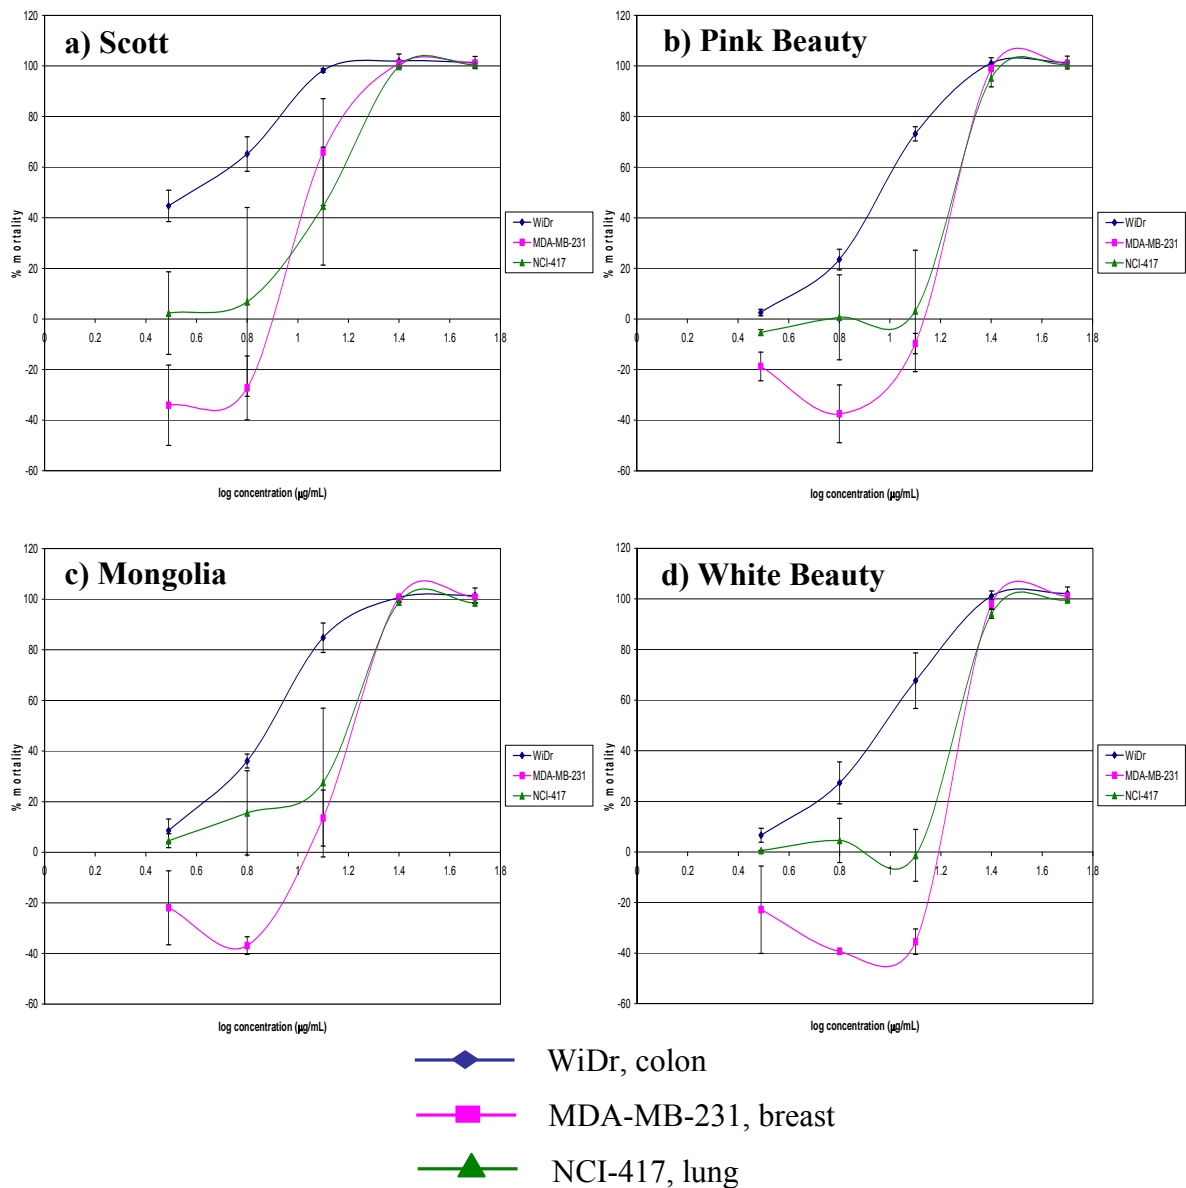 a) Scott
120
100
80
60
40
20
0
-20
-40
-60
0 0.2 0.4 0.6 0.8 1 1.2 1.4 1.6 1.8
% mortality
log concentration (µg/mL)
WiDr
MDA-MB-231
NCI-417
b) Pink Beauty
120
100
80
60
40
20
0
-20
-40
-60
0 0.2 0.4 0.6 0.8 1 1.2 1.4 1.6 1.8
% mortality
log concentration (µg/mL)
WiDr
MDA-MB-231
NCI-417
c) Mongolia
120
100
80
60
40
20
0
-20
-40
-60
0 0.2 0.4 0.6 0.8 1 1.2 1.4 1.6 1.8
% mortality
log concentration (µg/mL)
WiDr
MDA-MB-231
NCI-417
d) White Beauty
120
100
80
60
40
20
0
-20
-40
-60
0 0.2 0.4 0.6 0.8 1 1.2 1.4 1.6 1.8
% mortality
log concentration (µg/mL)
WiDr
MDA-MB-231
NCI-417
WiDr, colon
MDA-MB-231, breast
NCI-417, lung